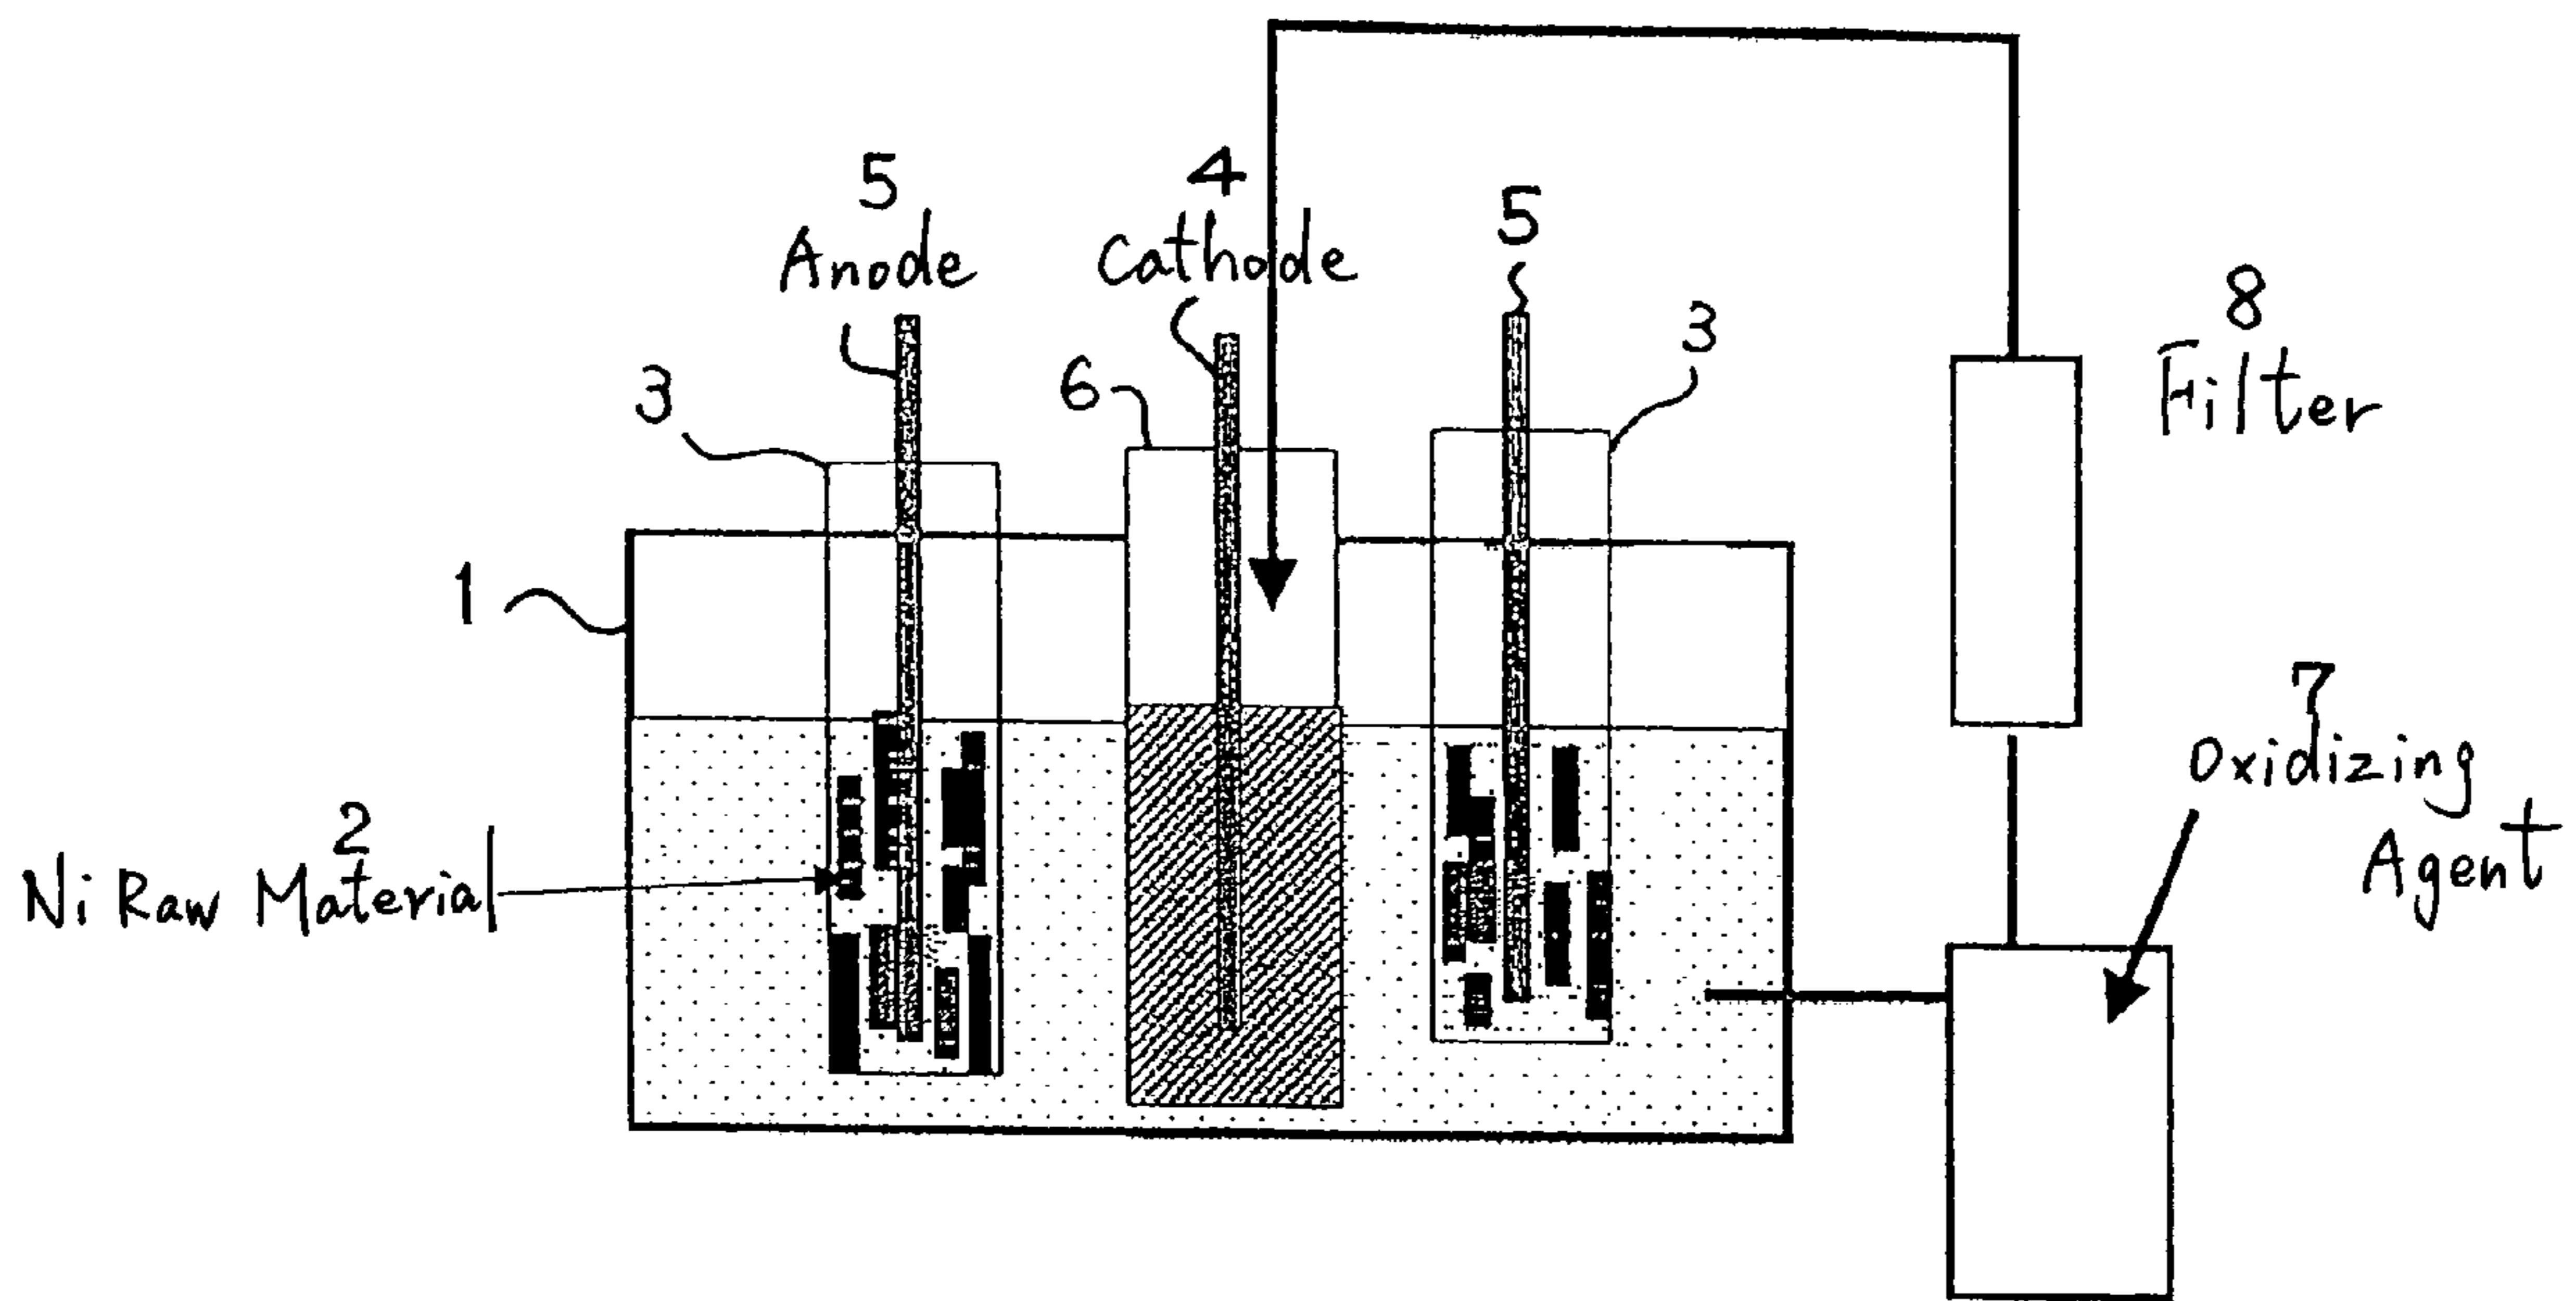 5
Anode
4
Cathode
5
3
6
3
8
Filter
1
7
Oxidizing
Agent
2
Ni Raw Material